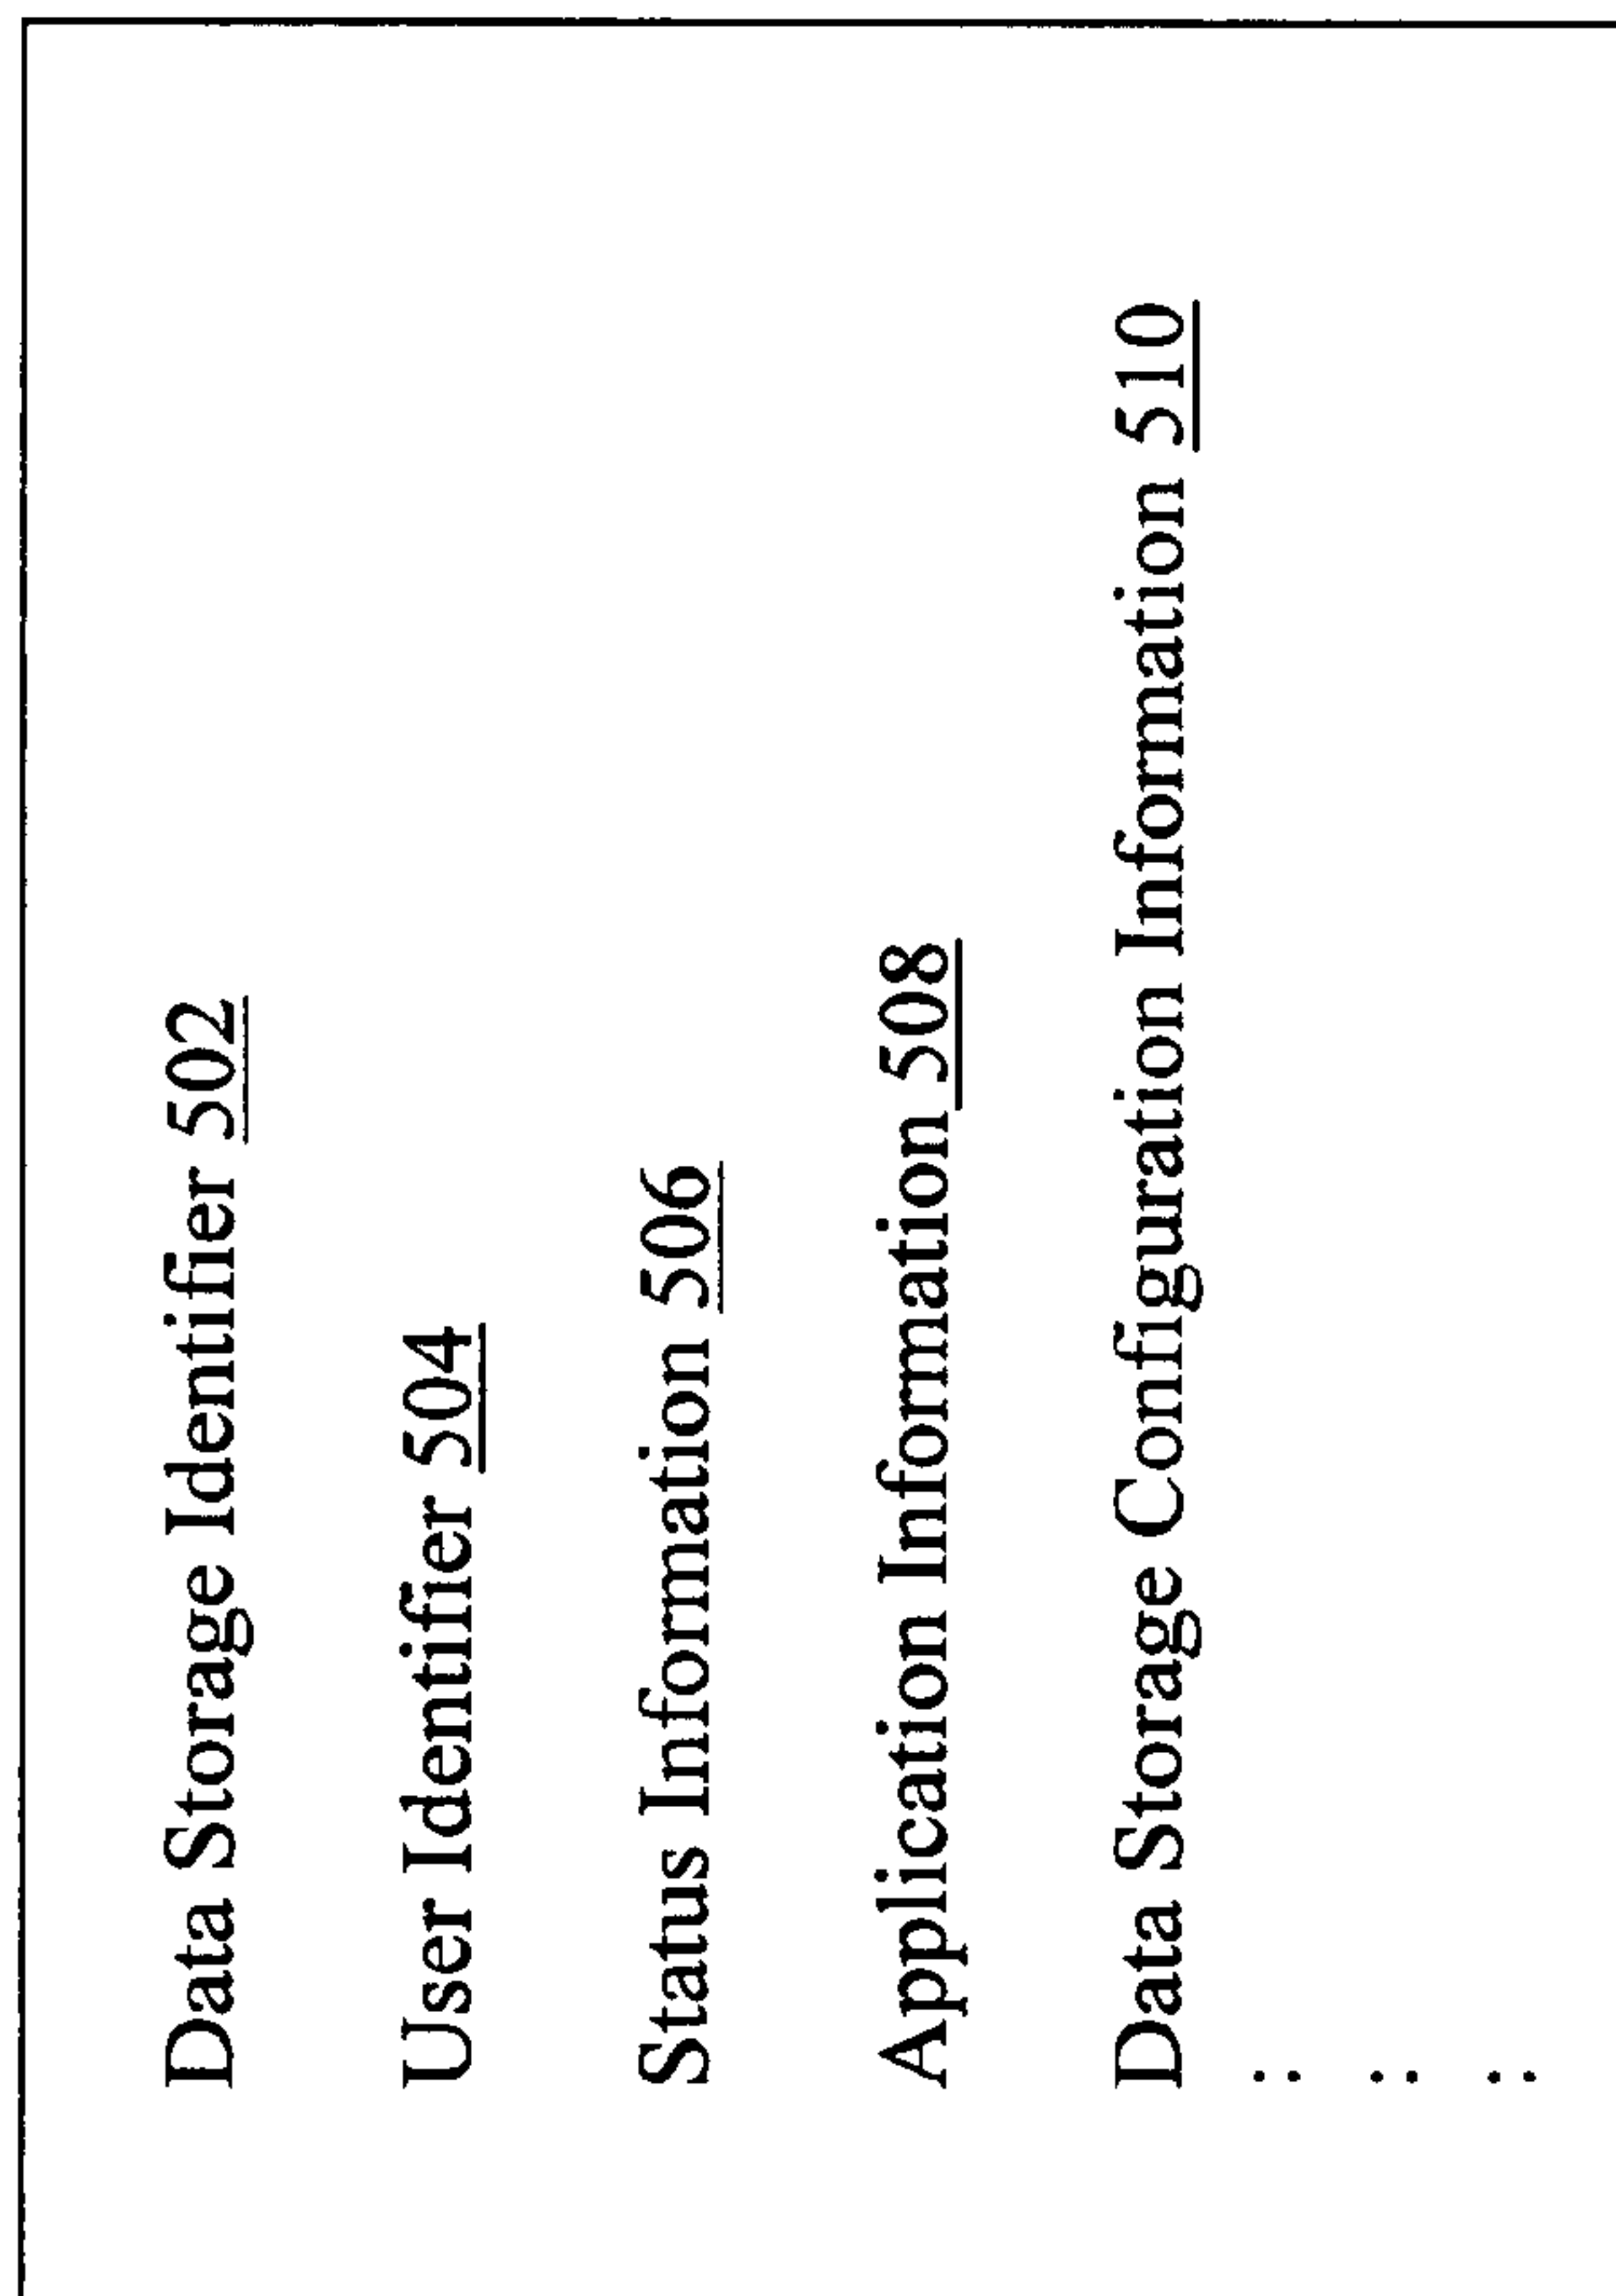 Data Storage Identifier 502
User Identifier 504
Status Information 506
Application Information 508
Data Storage Configuration Information 510
:
:
: